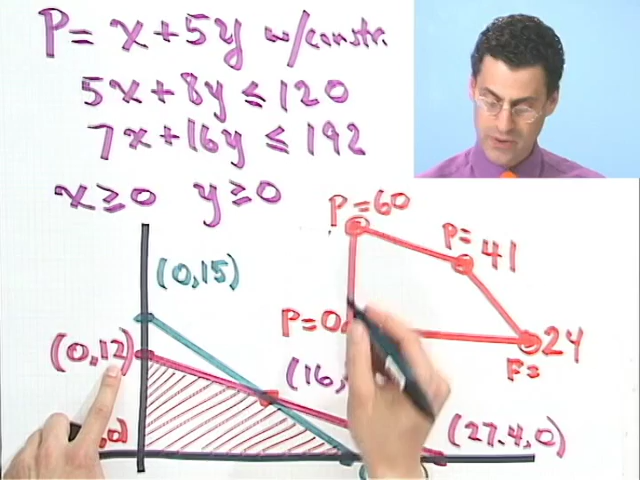 P = x + 5y w/constr.
5x + 8y ≤ 120
7x + 16y ≤ 192
x ≥ 0 y ≥ 0
P = 60
P = 41
(0,15)
P = 0
24
P =
(0,12)
(16,
(27.4,0)
,0)